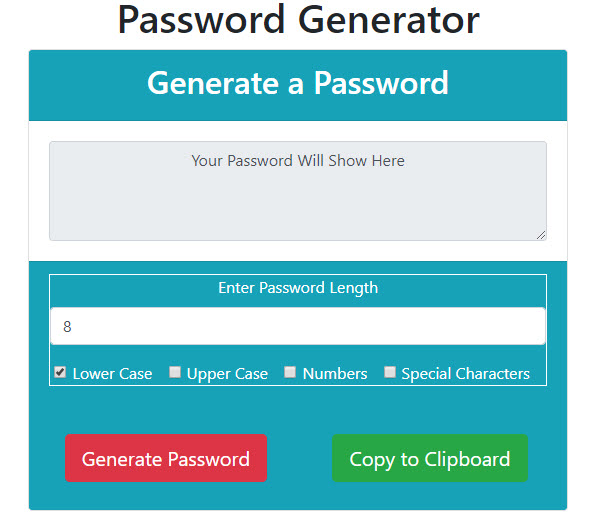 Password Generator
Generate a Password
Your Password Will Show Here
Enter Password Length
8
Lower Case Upper Case Numbers Special Characters
Generate Password Copy to Clipboard